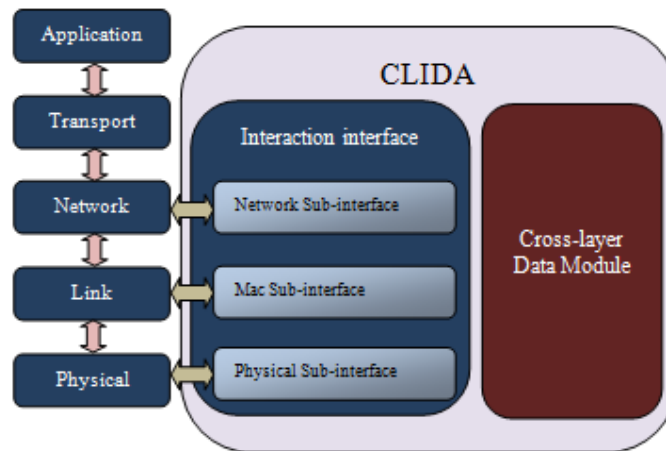 Application
Transport
Network
Link
Physical
CLIDA
Interaction interface
Network Sub-interface
Mac Sub-interface
Physical Sub-interface
Cross-layer
Data Module